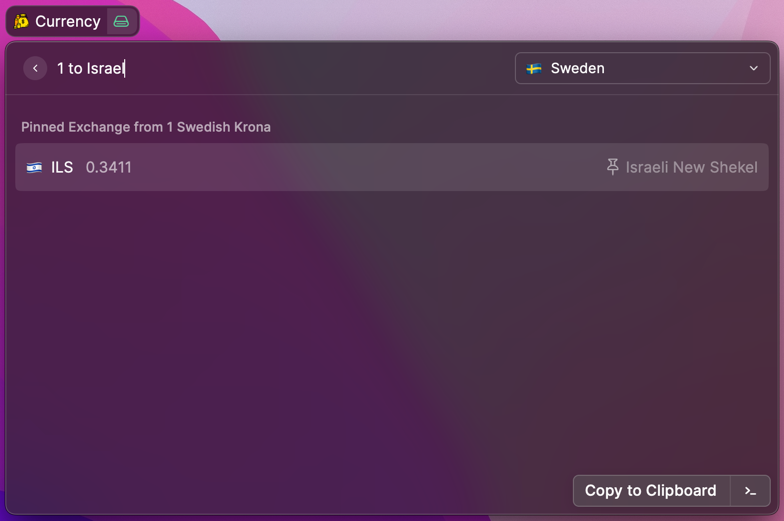 Currency
1 to Israel
Sweden
Pinned Exchange from 1 Swedish Krona
ILS 0.3411 Israeli New Shekel
Copy to Clipboard